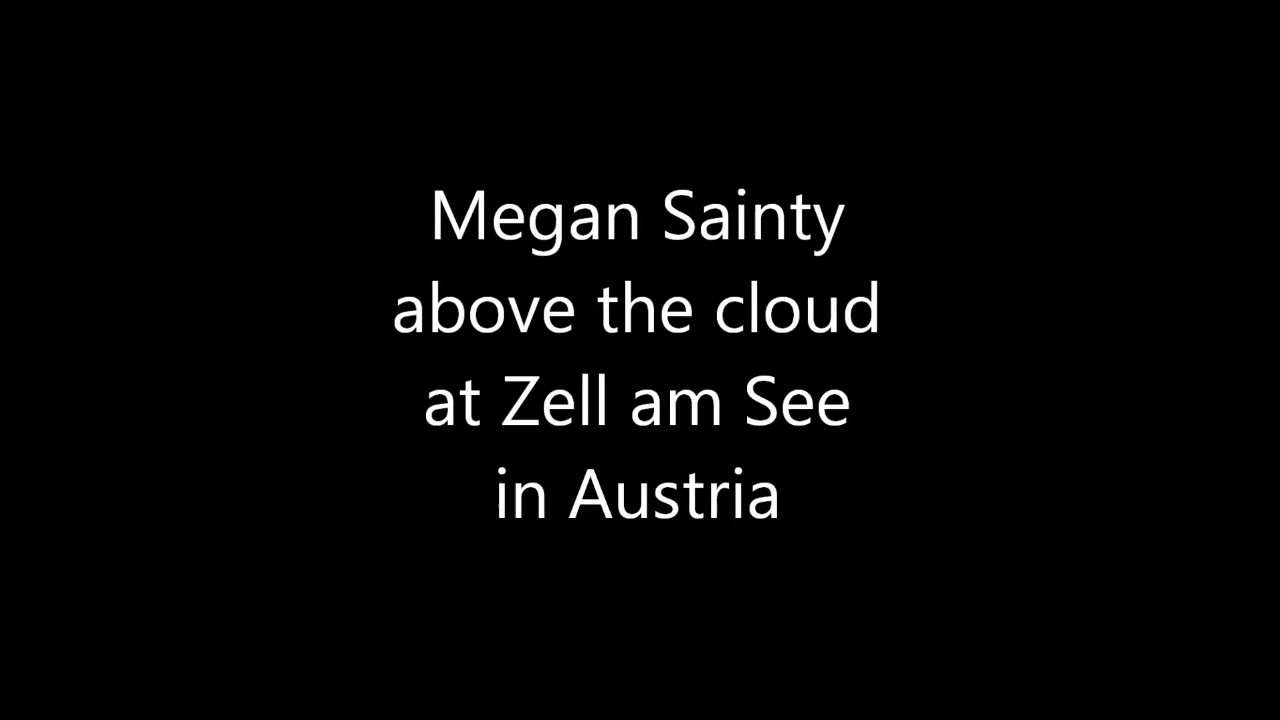 Megan Sainty
above the cloud
at Zell am See
in Austria